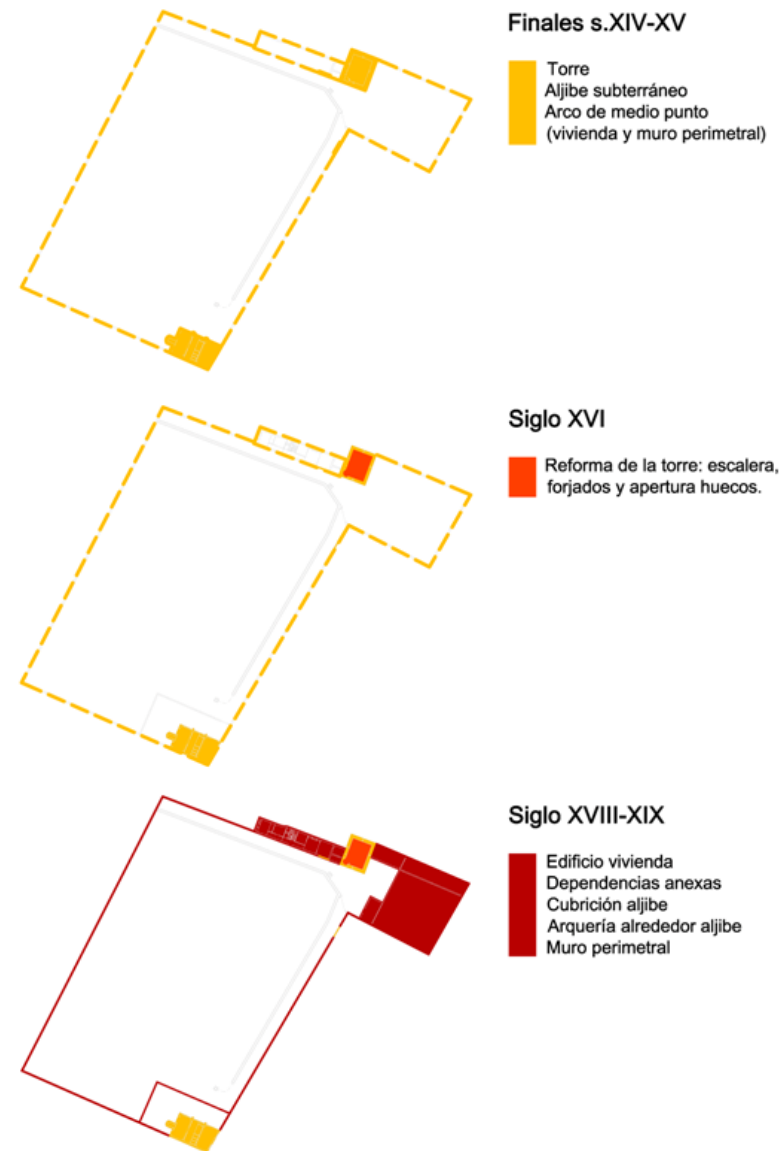 Finales s.XIV-XV
Torre
Aljibe subterráneo
Arco de medio punto
(vivienda y muro perimetral)
Siglo XVI
Reforma de la torre: escalera,
forjados y apertura huecos.
Siglo XVIII-XIX
Edificio vivienda
Dependencias anexas
Cubrición aljibe
Arquería alrededor aljibe
Muro perimetral